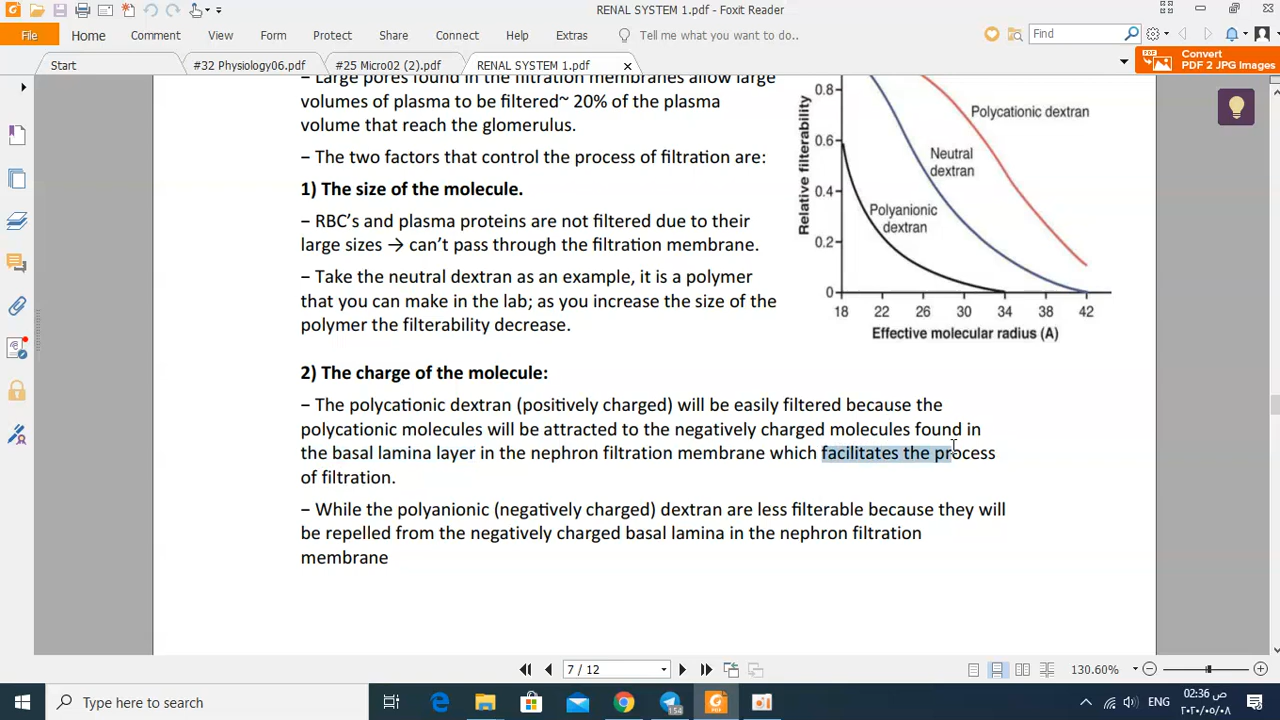 RENAL SYSTEM 1.pdf - Foxit Reader
File
Home
Comment
View
Form
Protect
Share
Connect
Help
Extras
Tell me what you want to do...
Find
Start
#32 Physiology06.pdf
#25 Micro02 (2).pdf
RENAL SYSTEM 1.pdf
Convert
PDF 2 JPG Images
– Large pores found in the filtration membranes allow large
volumes of plasma to be filtered~ 20% of the plasma
volume that reach the glomerulus.
– The two factors that control the process of filtration are:
1) The size of the molecule.
– RBC’s and plasma proteins are not filtered due to their
large sizes → can’t pass through the filtration membrane.
– Take the neutral dextran as an example, it is a polymer
that you can make in the lab; as you increase the size of the
polymer the filterability decrease.
Relative filterability
0.8
0.6
0.4
0.2
0
Polycationic dextran
Neutral
dextran
Polyanionic
dextran
18 22 26 30 34 38 42
Effective molecular radius (A)
2) The charge of the molecule:
– The polycationic dextran (positively charged) will be easily filtered because the
polycationic molecules will be attracted to the negatively charged molecules found in
the basal lamina layer in the nephron filtration membrane which facilitates the process
of filtration.
– While the polyanionic (negatively charged) dextran are less filterable because they will
be repelled from the negatively charged basal lamina in the nephron filtration
membrane
7 / 12
130.60%
Type here to search
154
ENG
02:36 ص
٢٠٢٠/٠٥/٠٨